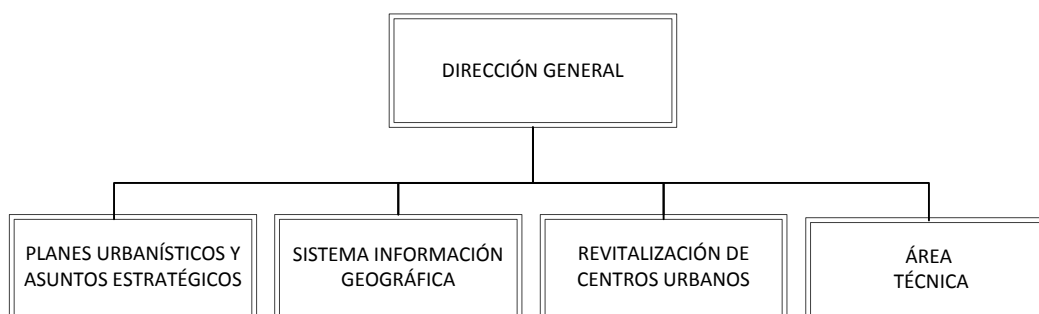 DIRECCIÓN GENERAL
PLANES URBANÍSTICOS Y
ASUNTOS ESTRATÉGICOS
SISTEMA INFORMACIÓN
GEOGRÁFICA
REVITALIZACIÓN DE
CENTROS URBANOS
ÁREA
TÉCNICA